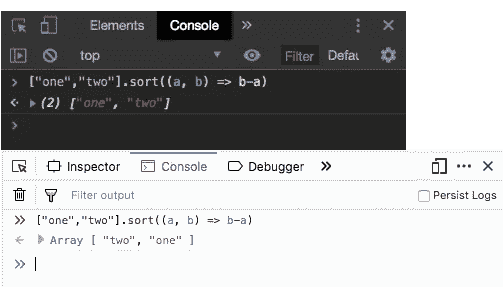 Elements Console »
top Filter Defau
> ["one","two"].sort((a, b) => b-a)
(2) ["one", "two"]
>
Inspector Console Debugger »
Filter output Persist Logs
>> ["one","two"].sort((a, b) => b-a)
Array [ "two", "one" ]
>>